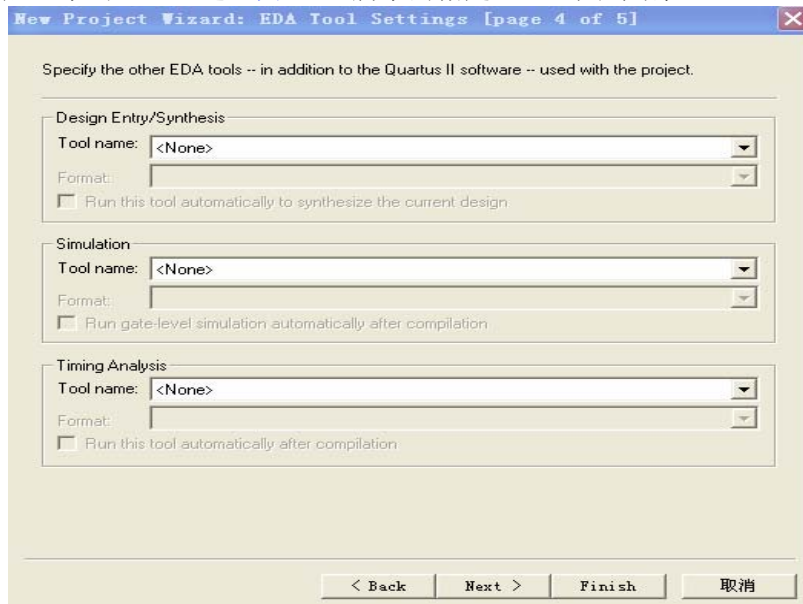 New Project Wizard: EDA Tool Settings [page 4 of 5]
Specify the other EDA tools -- in addition to the Quartus II software -- used with the project.
Design Entry/Synthesis
Tool name: <None>
Format:
Run this tool automatically to synthesize the current design
Simulation
Tool name: <None>
Format:
Run gate-level simulation automatically after compilation
Timing Analysis
Tool name: <None>
Format:
Run this tool automatically after compilation
< Back Next > Finish 取消